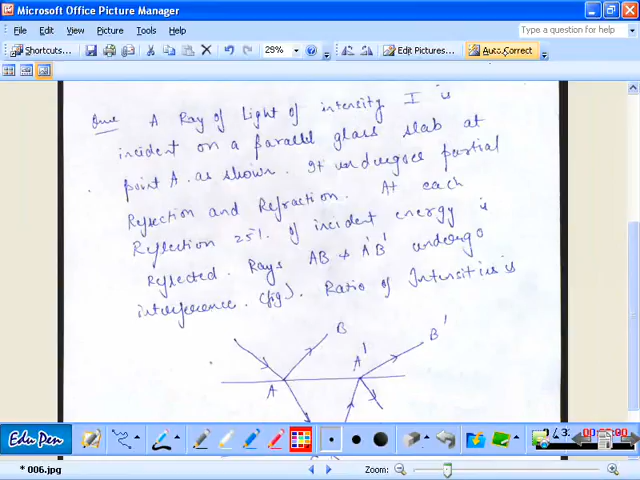 Microsoft Office Picture Manager
File Edit View Picture Tools Help
Type a question for help
Shortcuts... 29% Edit Pictures... Auto Correct
Ques A Ray of Light of intensity I is
incident on a parallel glass slab at
point A. as shown. It undergoes partial
Reflection and Refraction. At each
Reflection 25% of incident energy is
Reflected. Rays AB & A'B' undergo
interference. (fig). Ratio of Intensities is
B
B'
A'
A
Edu Pen
* 006.jpg
Zoom: